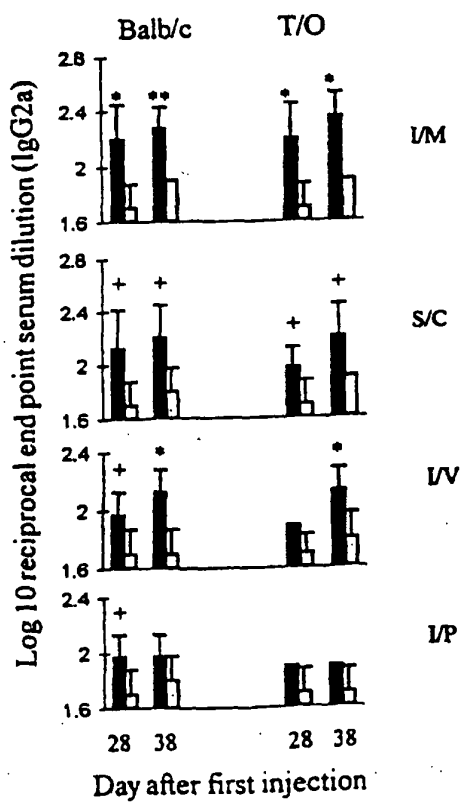 Balb/c T/O
Log 10 reciprocal end point serum dilution (IgG2a)
2.8
* ** * *
2.4
I/M
2
1.6
2.8
+ + + +
2.4
S/C
2
1.6
2.4
+ * *
I/V
2
1.6
2.4
+
I/P
2
1.6
28 38 28 38
Day after first injection